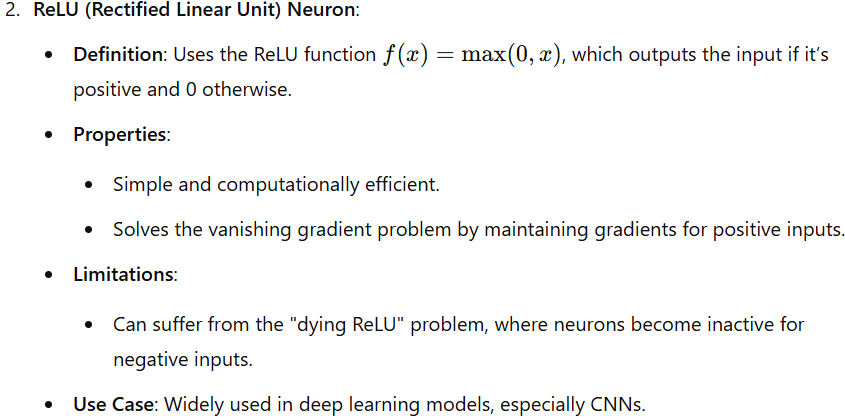 2. ReLU (Rectified Linear Unit) Neuron:
• Definition: Uses the ReLU function f(x) = max(0, x), which outputs the input if it's
positive and 0 otherwise.
• Properties:
• Simple and computationally efficient.
• Solves the vanishing gradient problem by maintaining gradients for positive inputs.
• Limitations:
• Can suffer from the "dying ReLU" problem, where neurons become inactive for
negative inputs.
• Use Case: Widely used in deep learning models, especially CNNs.